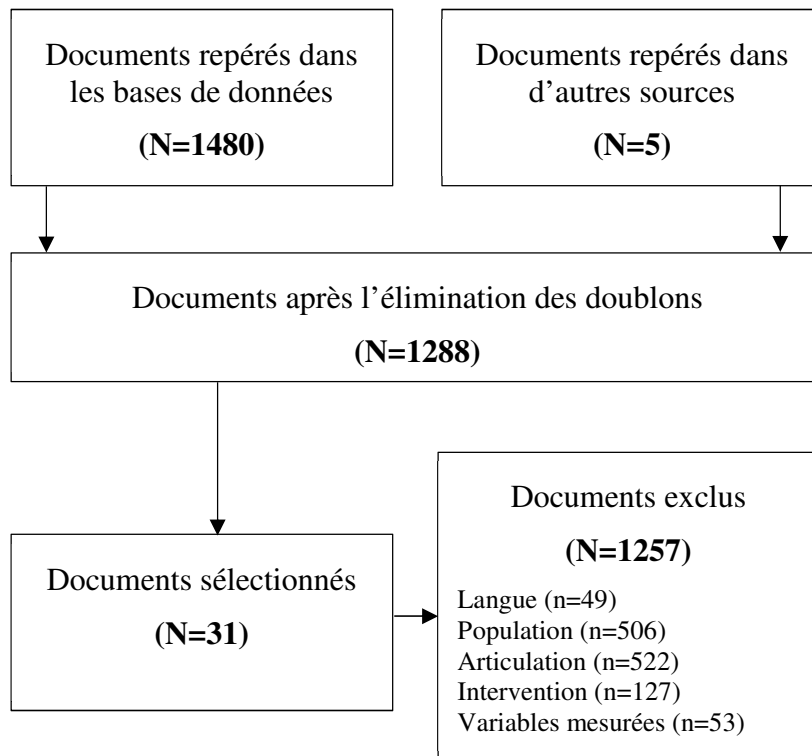 Documents repérés dans
les bases de données
(N=1480)
Documents repérés dans
d’autres sources
(N=5)
Documents après l’élimination des doublons
(N=1288)
Documents sélectionnés
(N=31)
Documents exclus
(N=1257)
Langue (n=49)
Population (n=506)
Articulation (n=522)
Intervention (n=127)
Variables mesurées (n=53)